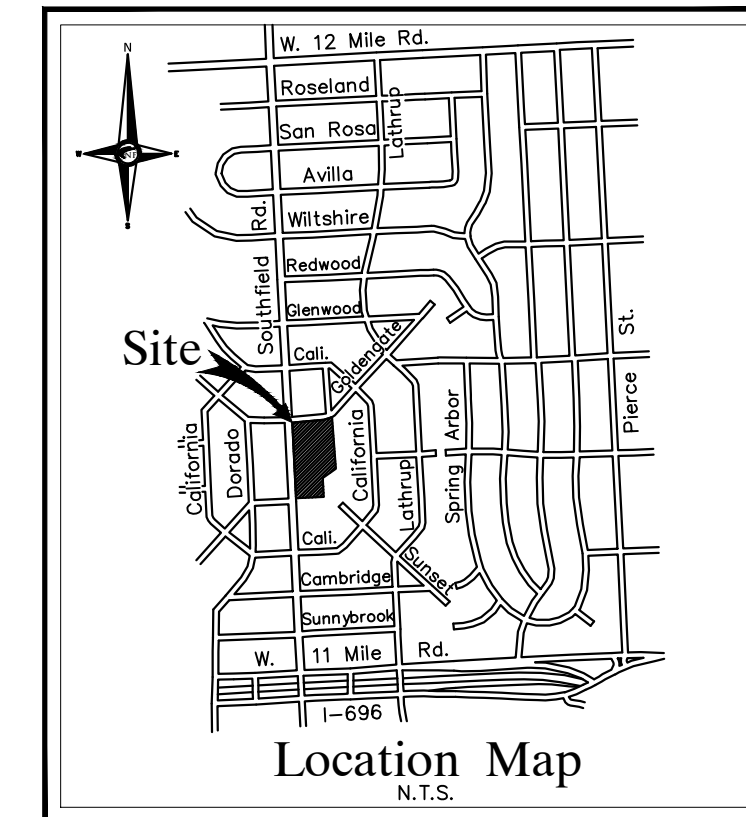 N
W. 12 Mile Rd.
Roseland
Lathrup
San Rosa
W
NF
E
Avilla
S
Southfield Rd.
Wiltshire
Redwood
Glenwood
Site
Cali.
Goldengate
Pierce St.
California
Dorado
California
Lathrup
Spring Arbor
Cali.
Sunset
Cambridge
Sunnybrook
W. 11 Mile Rd.
I-696
Location Map
N.T.S.